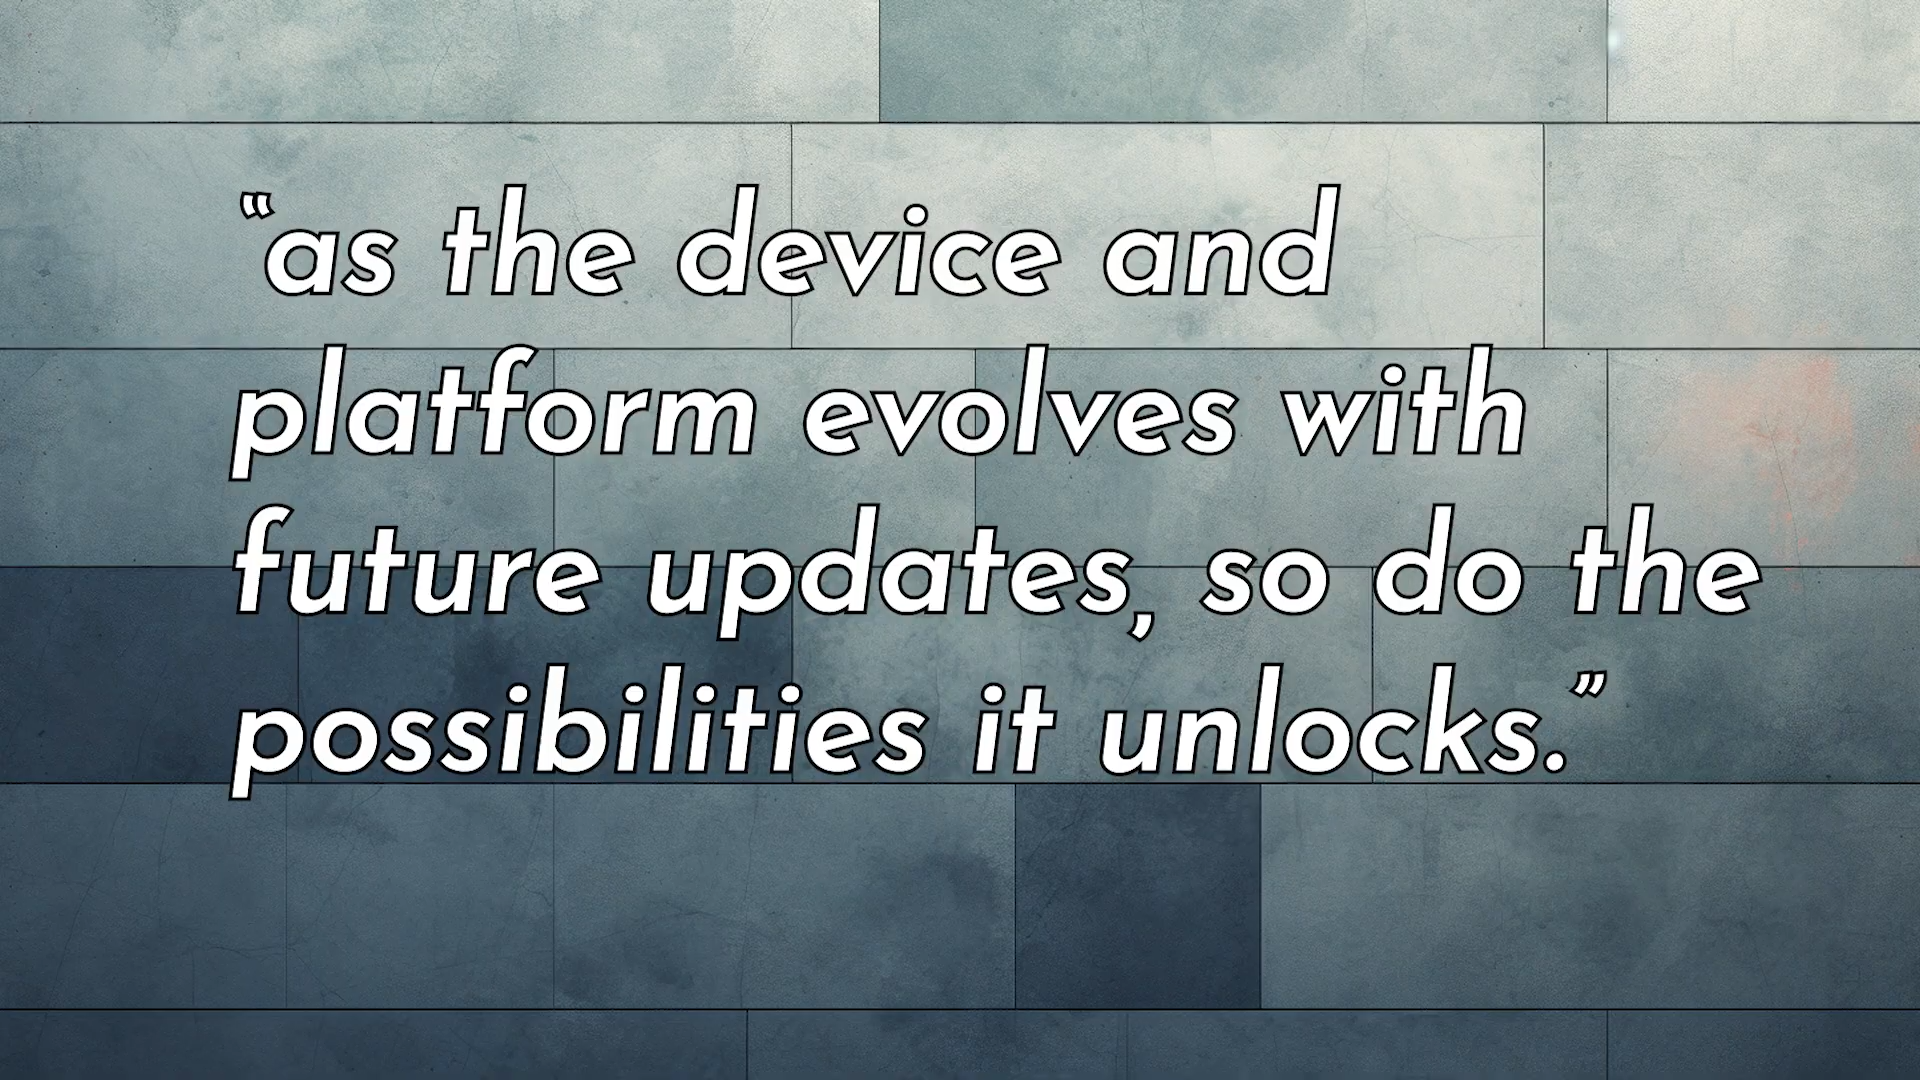 “as the device and
platform evolves with
future updates, so do the
possibilities it unlocks.”